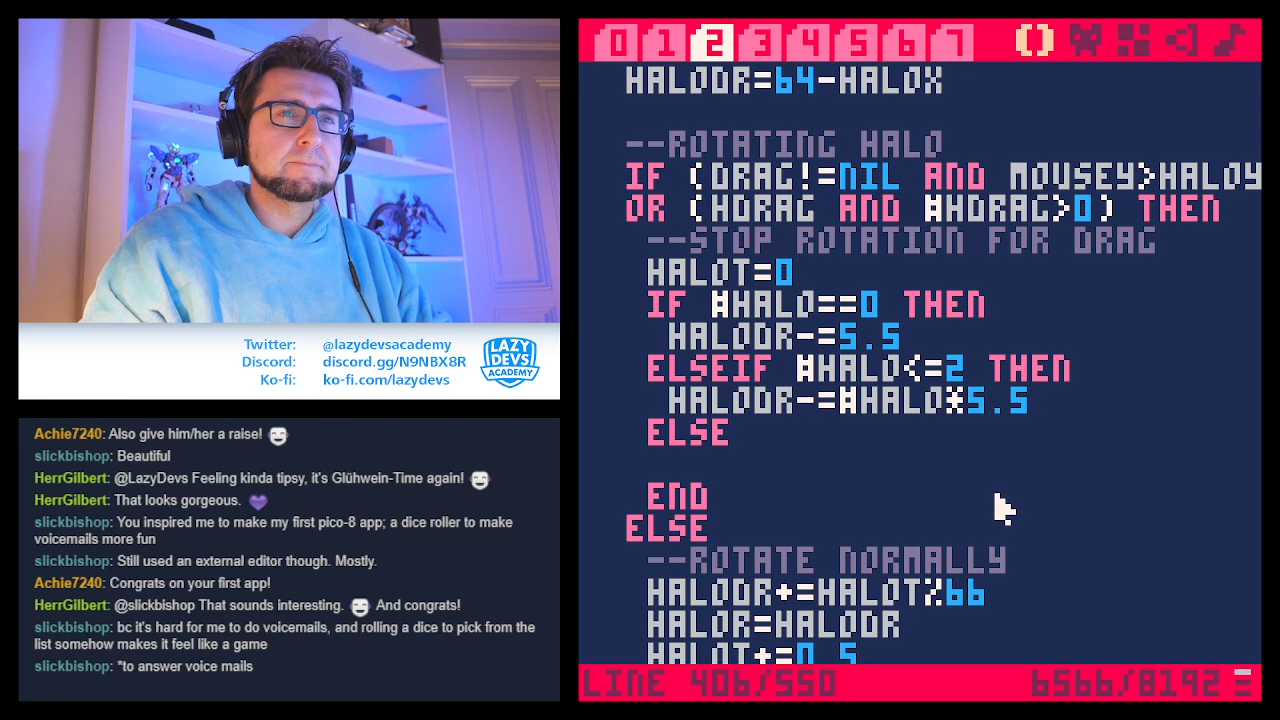 Twitter: @lazydevsacademy
Discord: discord.gg/N9NBX8R
Ko-fi: ko-fi.com/lazydevs
LAZY
DEVS
ACADEMY
Achie7240: Also give him/her a raise!
slickbishop: Beautiful
HerrGilbert: @LazyDevs Feeling kinda tipsy, it's Glühwein-Time again!
HerrGilbert: That looks gorgeous.
slickbishop: You inspired me to make my first pico-8 app; a dice roller to make
voicemails more fun
slickbishop: Still used an external editor though. Mostly.
Achie7240: Congrats on your first app!
HerrGilbert: @slickbishop That sounds interesting. And congrats!
slickbishop: bc it's hard for me to do voicemails, and rolling a dice to pick from the
list somehow makes it feel like a game
slickbishop: *to answer voice mails
0 1 2 3 4 5 6 7
HALODR=64-HALOX
--ROTATING HALO
IF (DRAG!=NIL AND MOUSEY>HALOY
OR (HDRAG AND #HDRAG>0) THEN
--STOP ROTATION FOR DRAG
HALOT=0
IF #HALO==0 THEN
HALODR-=5.5
ELSEIF #HALO<=2 THEN
HALODR-=#HALO*5.5
ELSE
END
ELSE
--ROTATE NORMALLY
HALODR+=HALOT%66
HALOR=HALODR
HALOT+=0.5
LINE 406/550
6566/8192